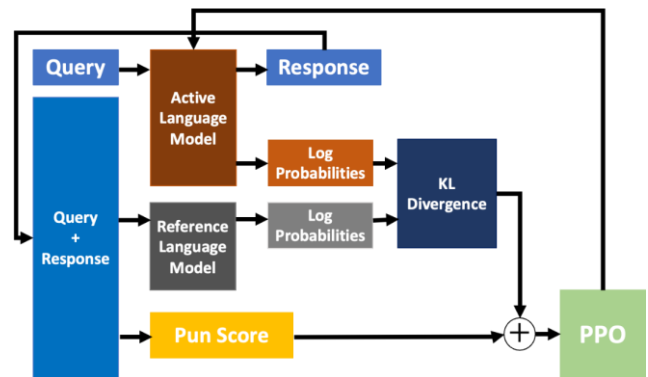 Query
Response
Active
Language
Model
Log
Probabilities
KL
Divergence
Query
+
Response
Reference
Language
Model
Log
Probabilities
Pun Score
+
PPO